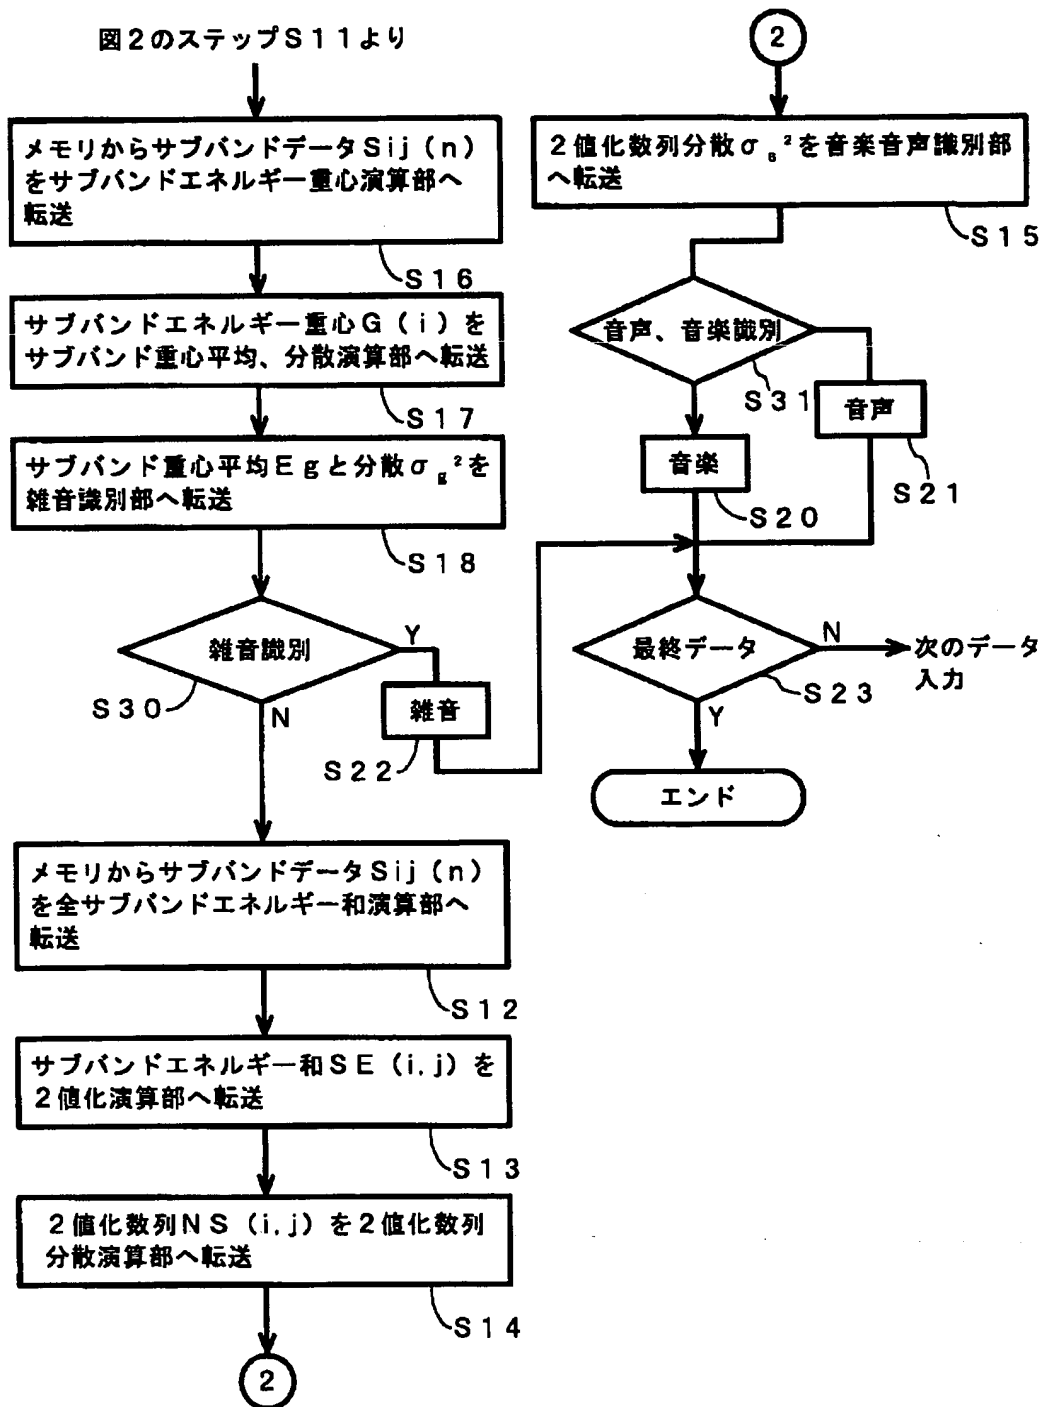 図2のステップS11より
メモリからサブバンドデータSij(n)
をサブバンドエネルギー重心演算部へ
転送
S16
サブバンドエネルギー重心G(i)を
サブバンド重心平均、分散演算部へ転送
S17
サブバンド重心平均Egと分散σg²を
雑音識別部へ転送
S18
雑音識別
Y
S30
N
雑音
S22
メモリからサブバンドデータSij(n)
を全サブバンドエネルギー和演算部へ
転送
S12
サブバンドエネルギー和SE(i,j)を
2値化演算部へ転送
S13
2値化数列NS(i,j)を2値化数列
分散演算部へ転送
S14
2
2
2値化数列分散σs²を音楽音声識別部
へ転送
S15
音声、音楽識別
S31
音声
S21
音楽
S20
最終データ
N
次のデータ
入力
S23
Y
エンド